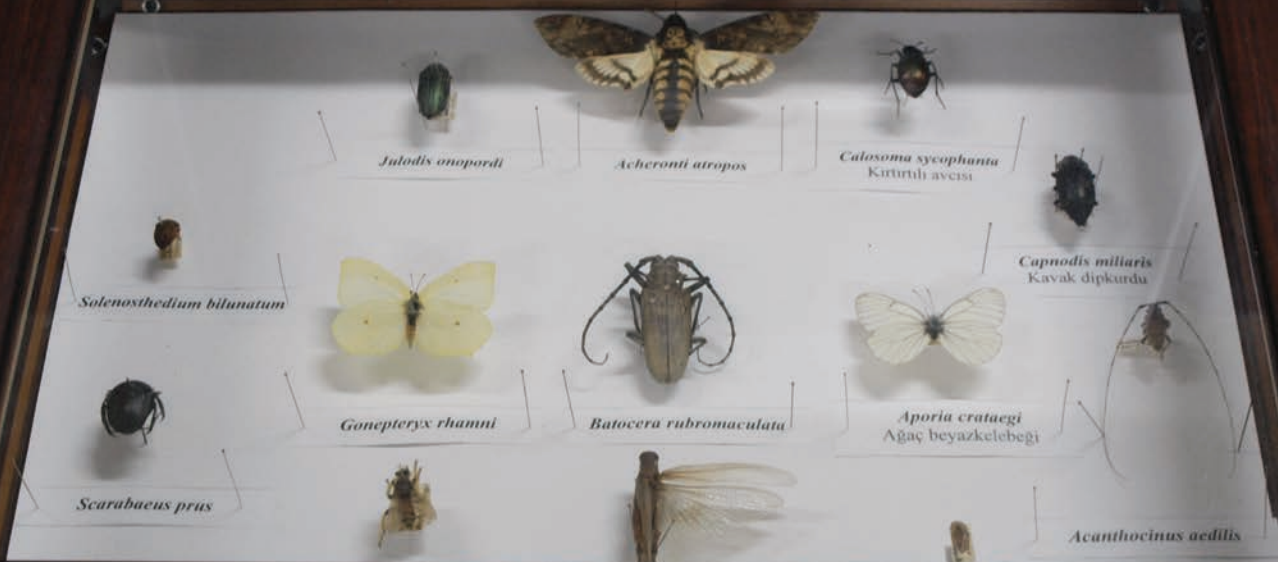 Julodis onopordi
Acheronti atropos
Calosoma sycophanta
Kırtırtılı avcısı
Capnodis miliaris
Kavak dipkurdu
Solenosthedium bilunatum
Gonepteryx rhamni
Batocera rubromaculata
Aporia crataegi
Ağaç beyazkelebeği
Scarabaeus prus
Acanthocinus aedilis